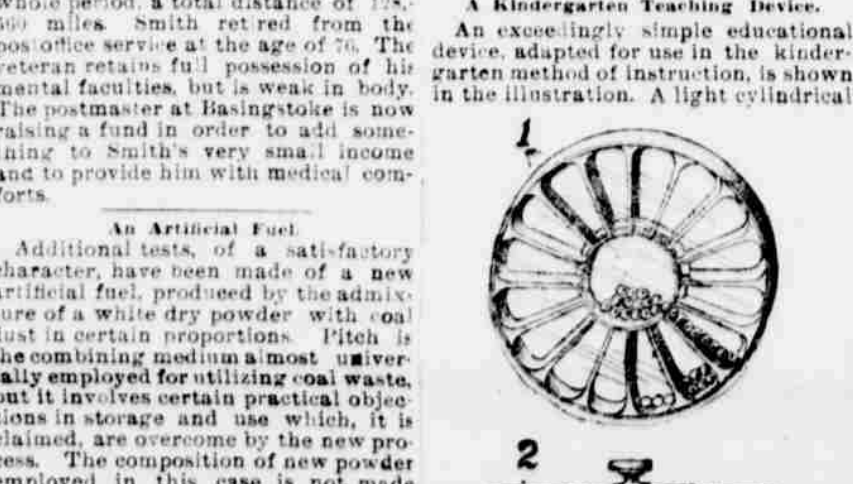 whole period, a total distance of
miles. Smith retired from the
postoffice service at the age of 76. The
veteran retains full possession of his
mental faculties, but is weak in body.
The postmaster at Basingstoke is now
raising a fund in order to add some-
thing to Smith's very small income
and to provide him with medical com-
forts.
An Artificial Fuel.
Additional tests, of a satisfactory
character, have been made of a new
artificial fuel, produced by the admix-
ture of a white dry powder with coal
dust in certain proportions. Pitch is
the combining medium almost univer-
sally employed for utilizing coal waste,
but it involves certain practical objec-
tions in storage and use which, it is
claimed, are overcome by the new pro-
cess. The composition of new powder
employed in this case is not made
A Kindergarten Teaching Device.
An exceedingly simple educational
device, adapted for use in the kinder-
garten method of instruction, is shown
in the illustration. A light cylindrical
1
2